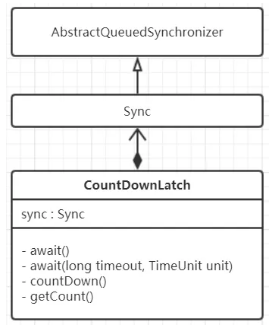 AbstractQueuedSynchronizer
Sync
CountDownLatch
sync : Sync
- await()
- await(long timeout, TimeUnit unit)
- countDown()
- getCount()